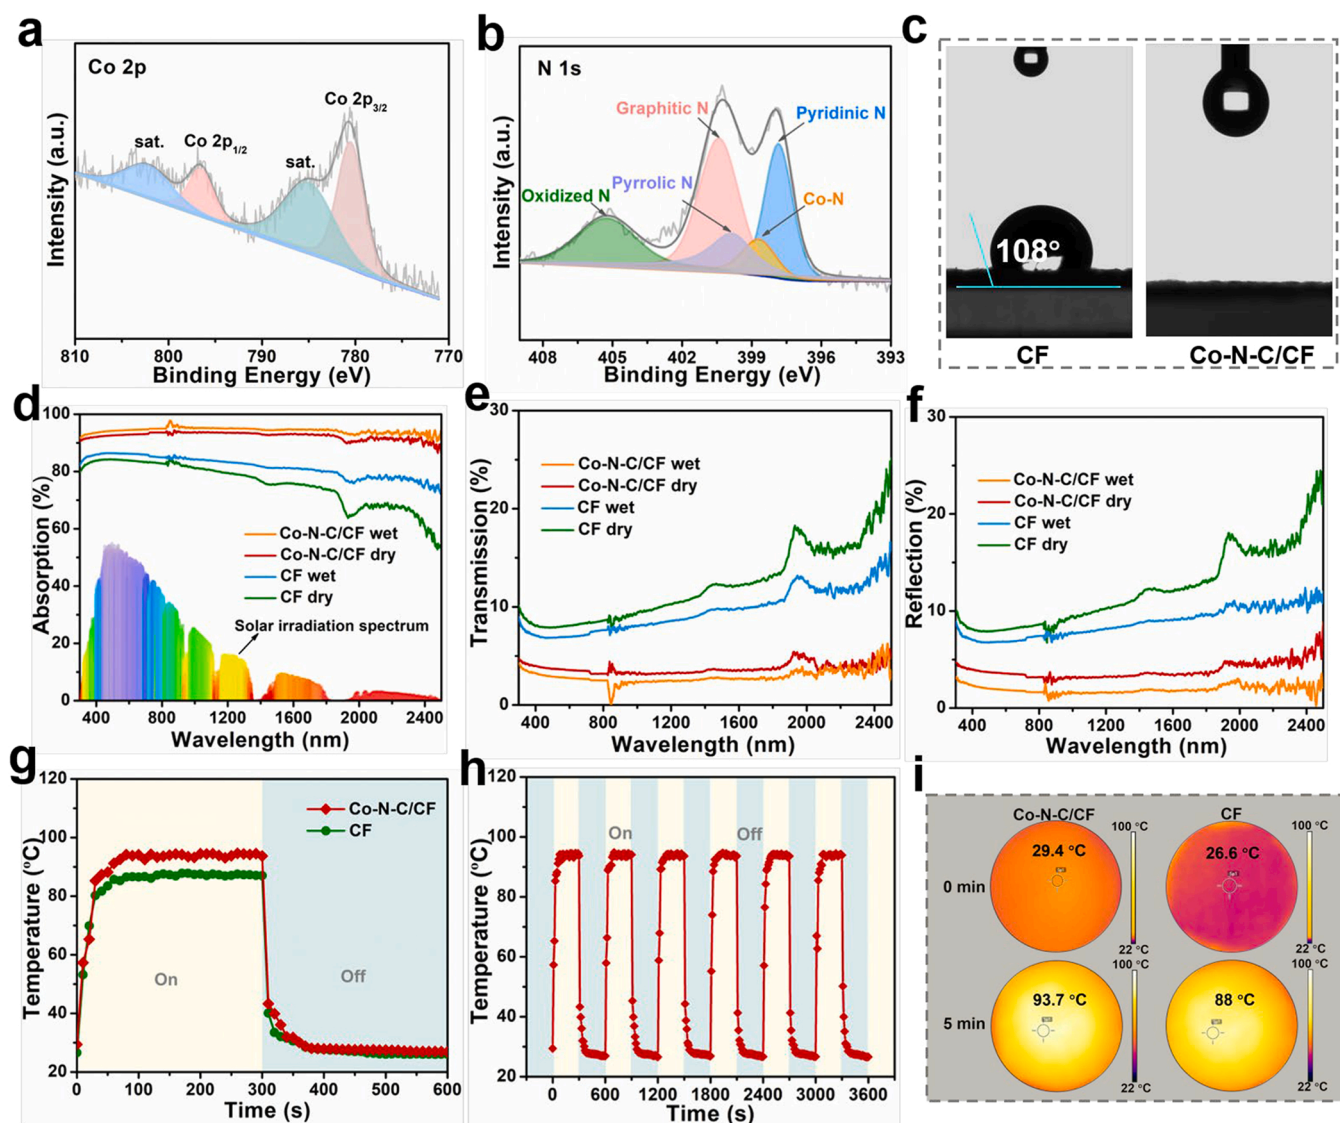 a
Co 2p
sat.
Co 2p1/2
sat.
Co 2p3/2
Intensity (a.u.)
810 800 790 780 770
Binding Energy (eV)
b
N 1s
Graphitic N
Pyridinic N
Oxidized N
Pyrrolic N
Co-N
Intensity (a.u.)
408 405 402 399 396 393
Binding Energy (eV)
c
108°
CF
Co-N-C/CF
d
100
80
60
40
20
0
Absorption (%)
Co-N-C/CF wet
Co-N-C/CF dry
CF wet
CF dry
Solar irradiation spectrum
400 800 1200 1600 2000 2400
Wavelength (nm)
e
30
20
10
0
Transmission (%)
Co-N-C/CF wet
Co-N-C/CF dry
CF wet
CF dry
400 800 1200 1600 2000 2400
Wavelength (nm)
f
30
20
10
0
Reflection (%)
Co-N-C/CF wet
Co-N-C/CF dry
CF wet
CF dry
400 800 1200 1600 2000 2400
Wavelength (nm)
g
120
100
80
60
40
20
Temperature (°C)
Co-N-C/CF
CF
On
Off
0 100 200 300 400 500 600
Time (s)
h
120
100
80
60
40
20
Temperature (°C)
On
Off
0 600 1200 1800 2400 3000 3600
Time (s)
i
Co-N-C/CF
CF
0 min
29.4 °C
100 °C
22 °C
26.6 °C
100 °C
22 °C
5 min
93.7 °C
100 °C
22 °C
88 °C
100 °C
22 °C